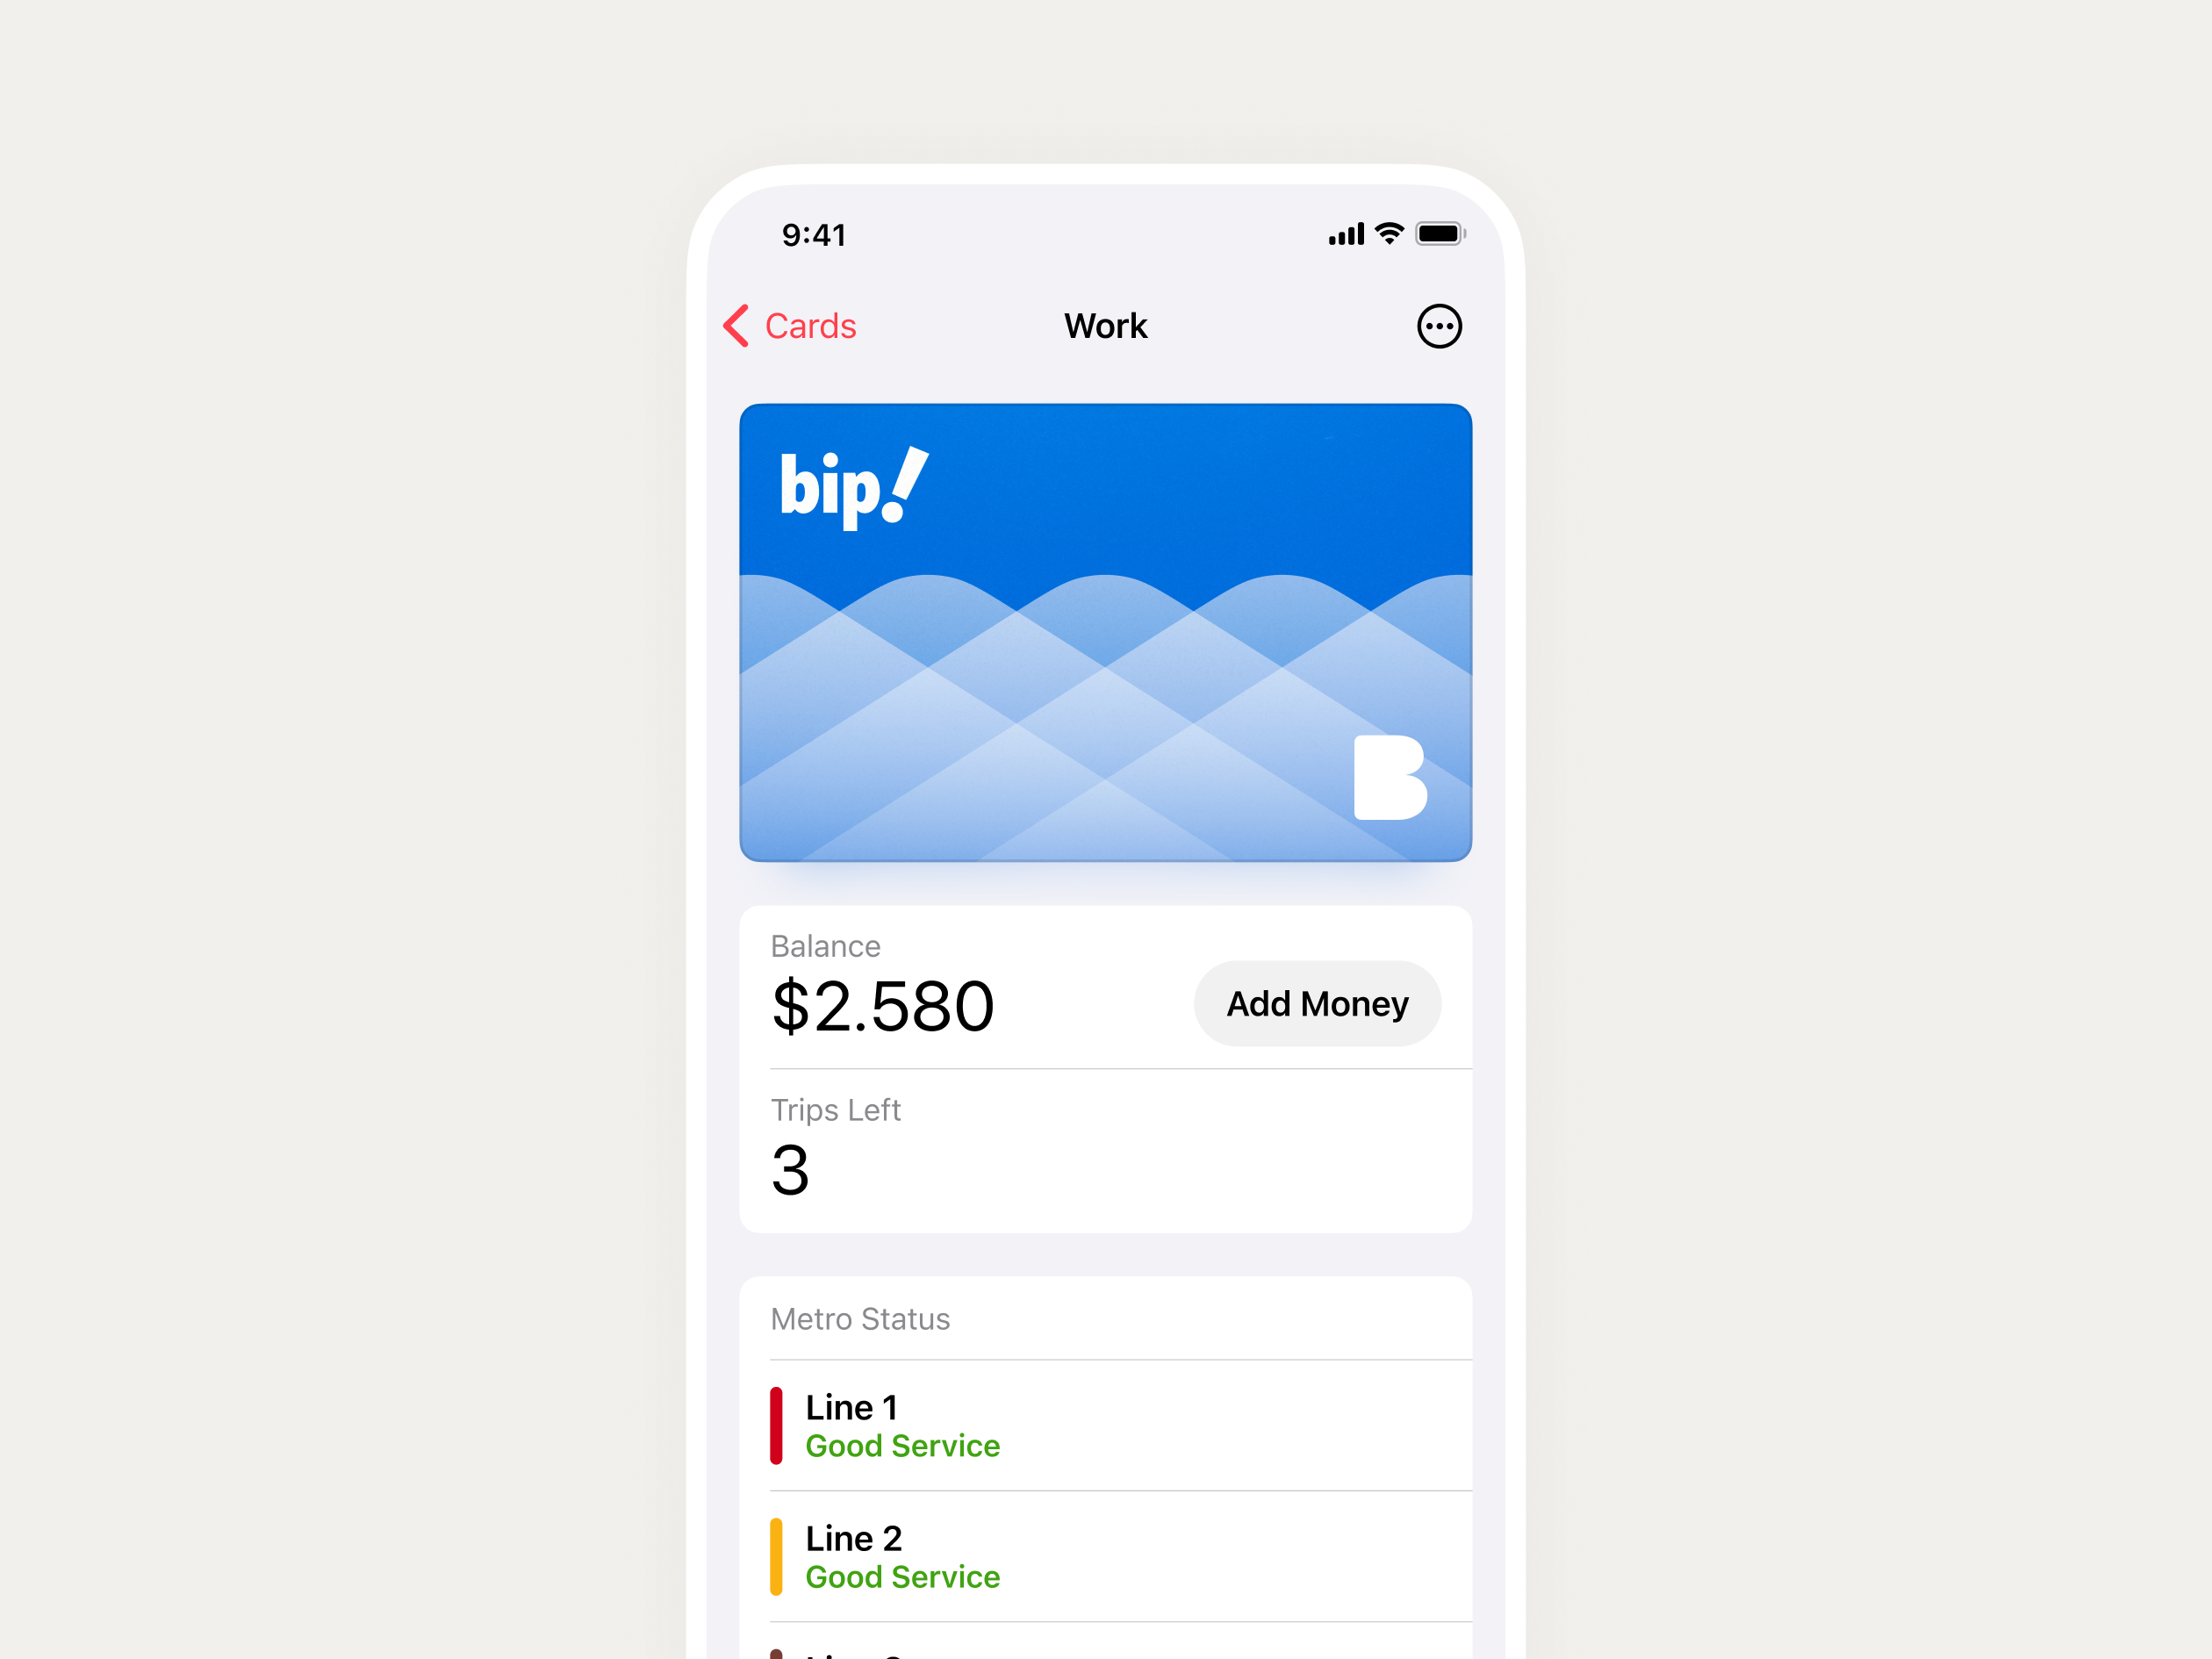 9:41
Cards
Work
bip!
B
Balance
$2.580
Add Money
Trips Left
3
Metro Status
Line 1
Good Service
Line 2
Good Service